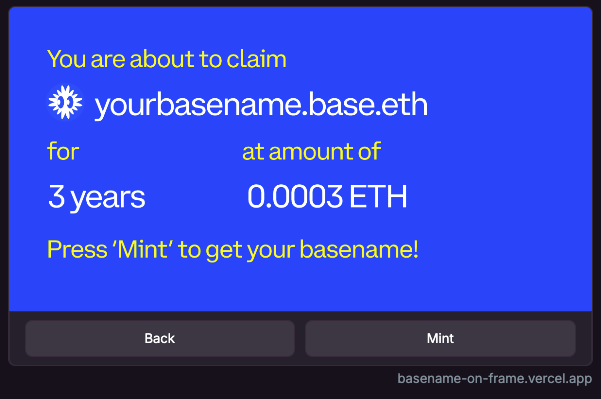 You are about to claim
yourbasename.base.eth
for at amount of
3 years 0.0003 ETH
Press ‘Mint’ to get your basename!
Back Mint
basename-on-frame.vercel.app